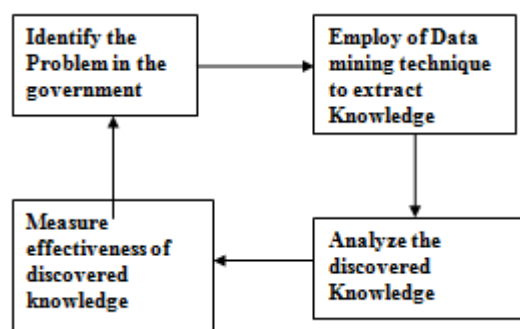 Identify the
Problem in the
government
Employ of Data
mining technique
to extract
Knowledge
Measure
effectiveness of
discovered
knowledge
Analyze the
discovered
Knowledge